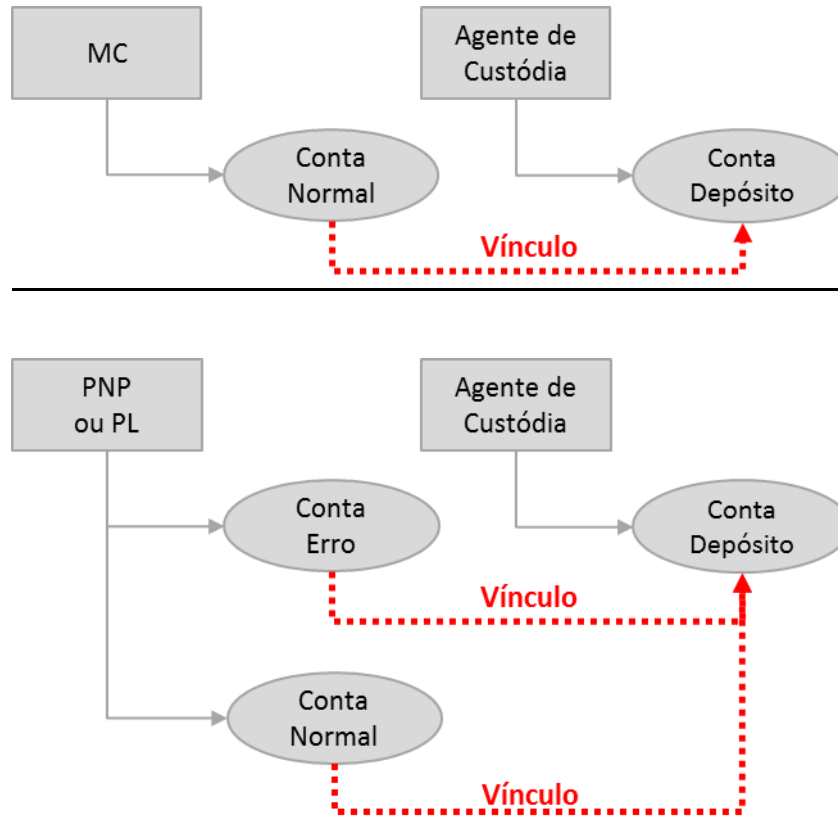 MC
Agente de
Custódia
Conta
Normal
Conta
Depósito
Vínculo
PNP
ou PL
Agente de
Custódia
Conta
Erro
Conta
Depósito
Vínculo
Conta
Normal
Vínculo